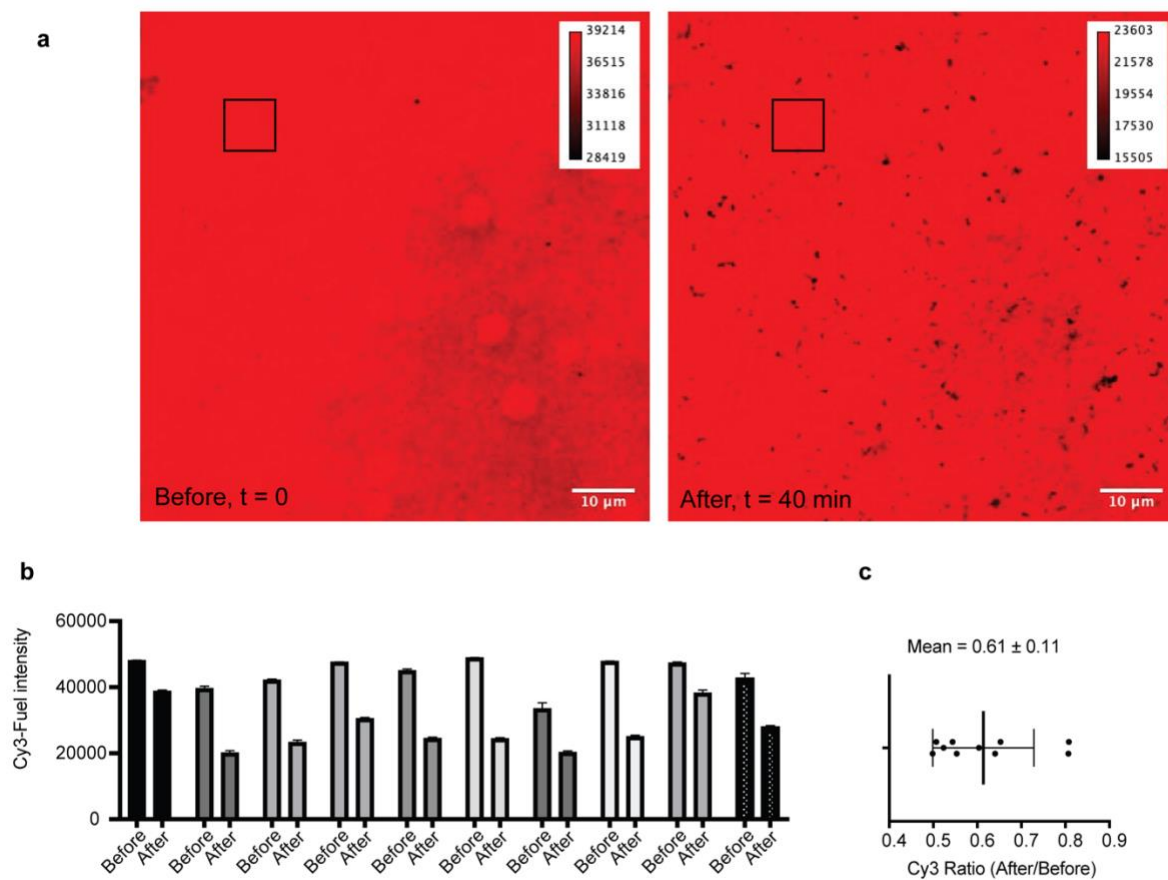 a
39214
36515
33816
31118
28419
Before, t = 0
10 µm
23603
21578
19554
17530
15505
After, t = 40 min
10 µm
b
Cy3-Fuel intensity
60000
40000
20000
0
Before
After
Before
After
Before
After
Before
After
Before
After
Before
After
Before
After
Before
After
Before
After
Before
After
c
Mean = 0.61 ± 0.11
0.4 0.5 0.6 0.7 0.8 0.9
Cy3 Ratio (After/Before)